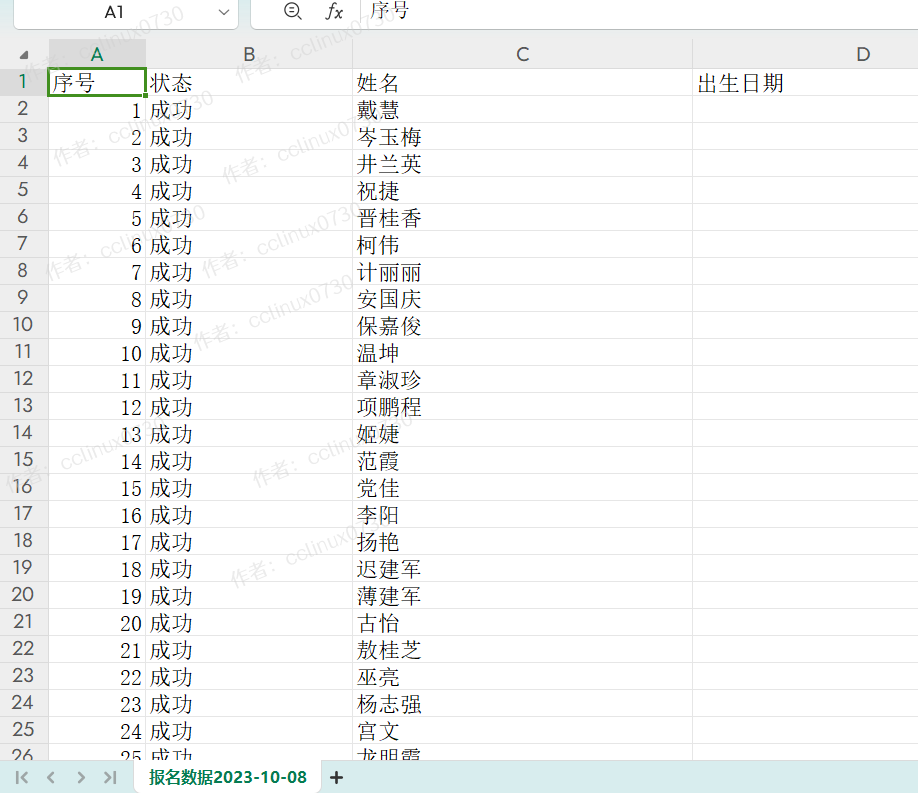 A1 序号
A B C D
1 序号 状态 姓名 出生日期
2 1 成功 戴慧
3 2 成功 岑玉梅
4 3 成功 井兰英
5 4 成功 祝捷
6 5 成功 晋桂香
7 6 成功 柯伟
8 7 成功 计丽丽
9 8 成功 安国庆
10 9 成功 保嘉俊
11 10 成功 温坤
12 11 成功 章淑珍
13 12 成功 项鹏程
14 13 成功 姬婕
15 14 成功 范霞
16 15 成功 党佳
17 16 成功 李阳
18 17 成功 扬艳
19 18 成功 迟建军
20 19 成功 薄建军
21 20 成功 古怡
22 21 成功 敖桂芝
23 22 成功 巫亮
24 23 成功 杨志强
25 24 成功 宫文
26 25 成功 龙明霞
报名数据2023-10-08
作者：cclinux0730